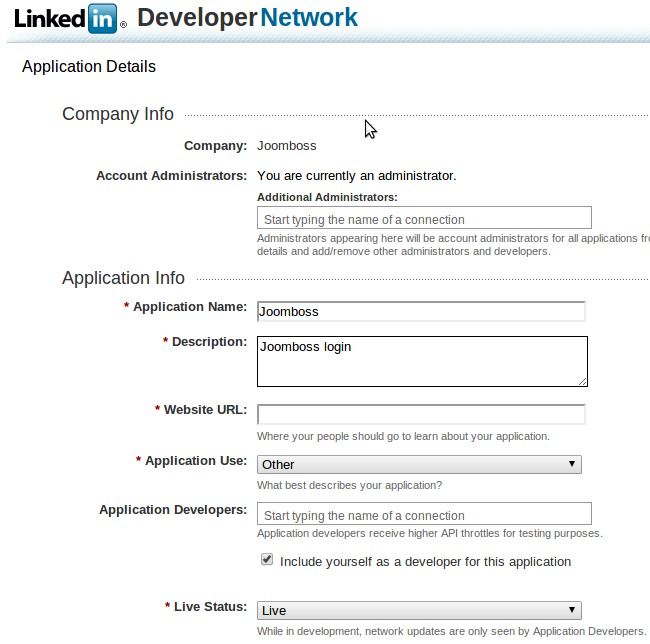 Linked in ® Developer Network
Application Details
Company Info
Company: Joomboss
Account Administrators: You are currently an administrator.
Additional Administrators:
Start typing the name of a connection
Administrators appearing here will be account administrators for all applications
details and add/remove other administrators and developers.
Application Info
* Application Name: Joomboss
* Description: Joomboss login
* Website URL:
Where your people should go to learn about your application.
* Application Use: Other
What best describes your application?
Application Developers: Start typing the name of a connection
Application developers receive higher API throttles for testing purposes.
Include yourself as a developer for this application
* Live Status: Live
While in development, network updates are only seen by Application Developers.